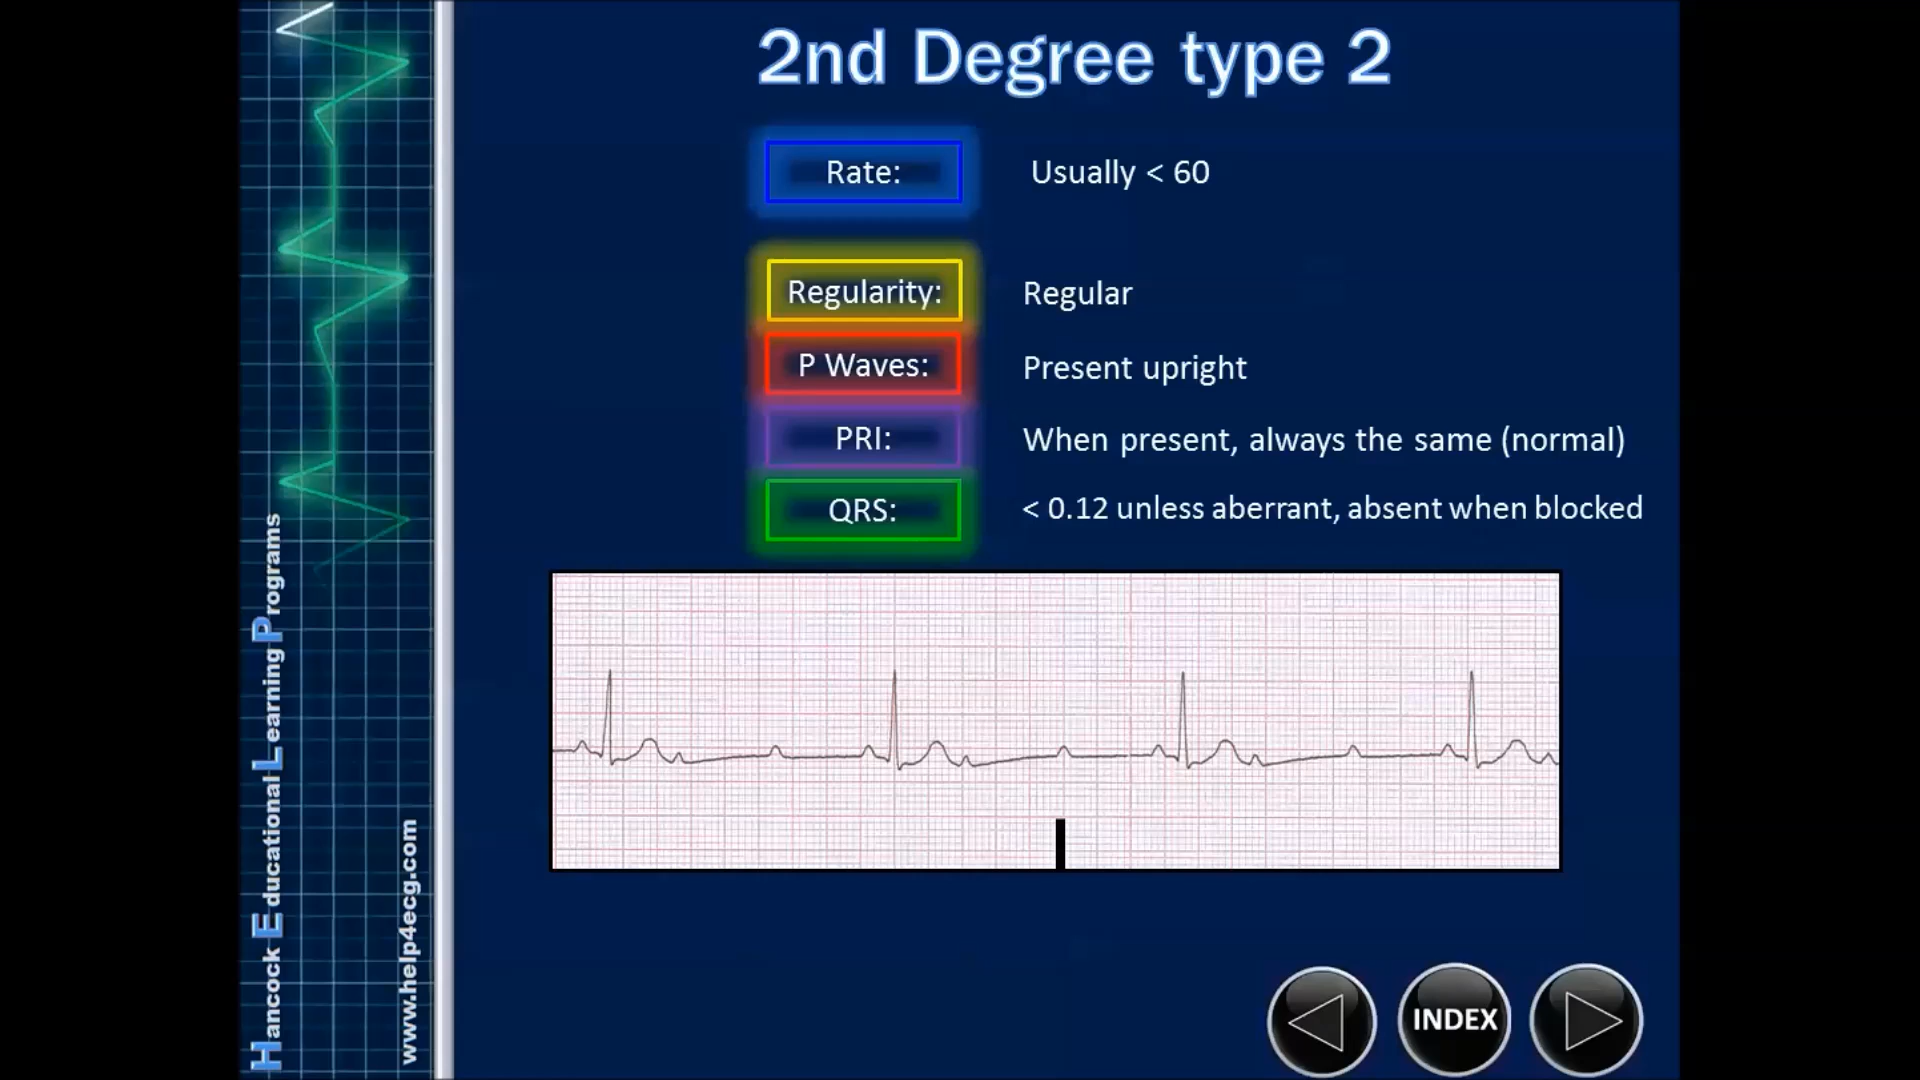 2nd Degree type 2
Rate: Usually < 60
Regularity: Regular
P Waves: Present upright
PRI: When present, always the same (normal)
QRS: < 0.12 unless aberrant, absent when blocked
Hancock Educational Learning Programs
www.help4ecg.com
INDEX